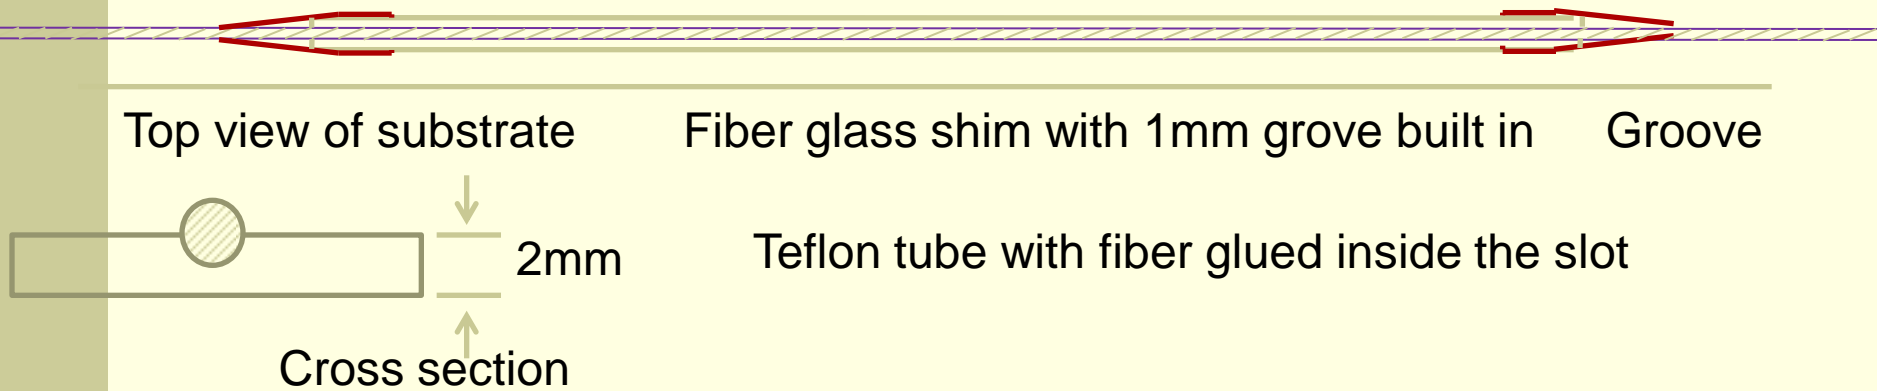 Top view of substrate
Fiber glass shim with 1mm grove built in
Groove
2mm
Teflon tube with fiber glued inside the slot
Cross section